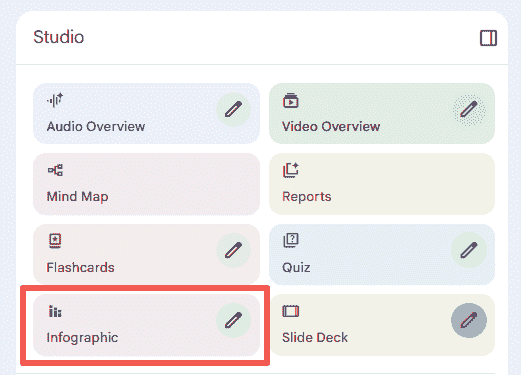 Studio
Audio Overview
Video Overview
Mind Map
Reports
Flashcards
Quiz
Infographic
Slide Deck